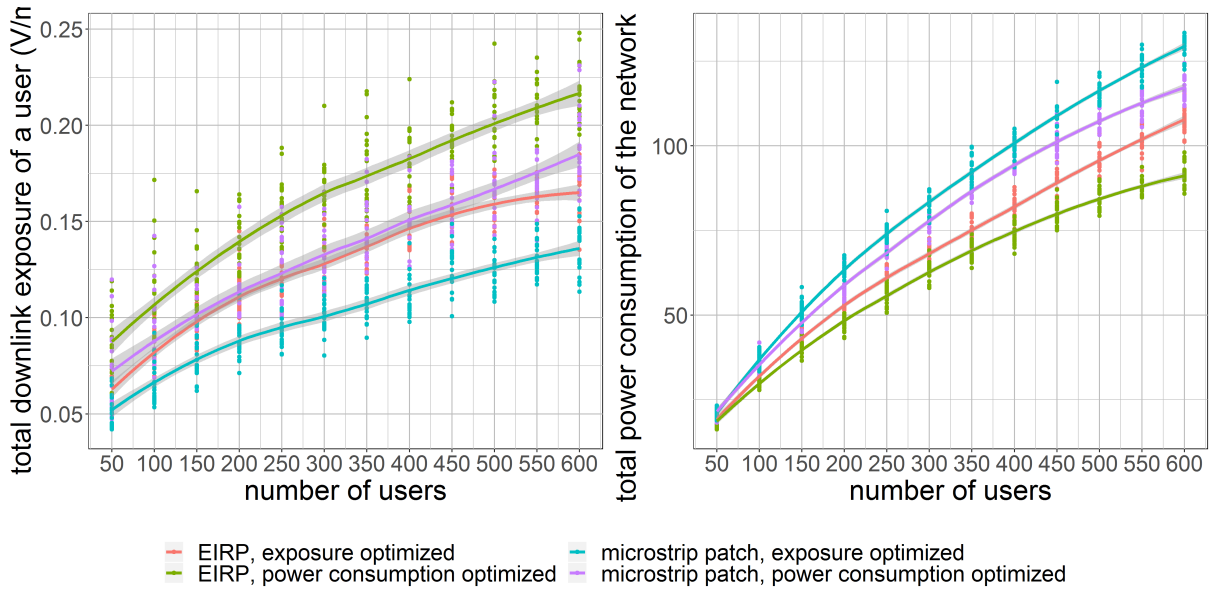 total downlink exposure of a user (V/m
0.25
0.20
0.15
0.10
0.05
50 100 150 200 250 300 350 400 450 500 550 600
number of users
total power consumption of the network
100
50
50 100 150 200 250 300 350 400 450 500 550 600
number of users
EIRP, exposure optimized
EIRP, power consumption optimized
microstrip patch, exposure optimized
microstrip patch, power consumption optimized